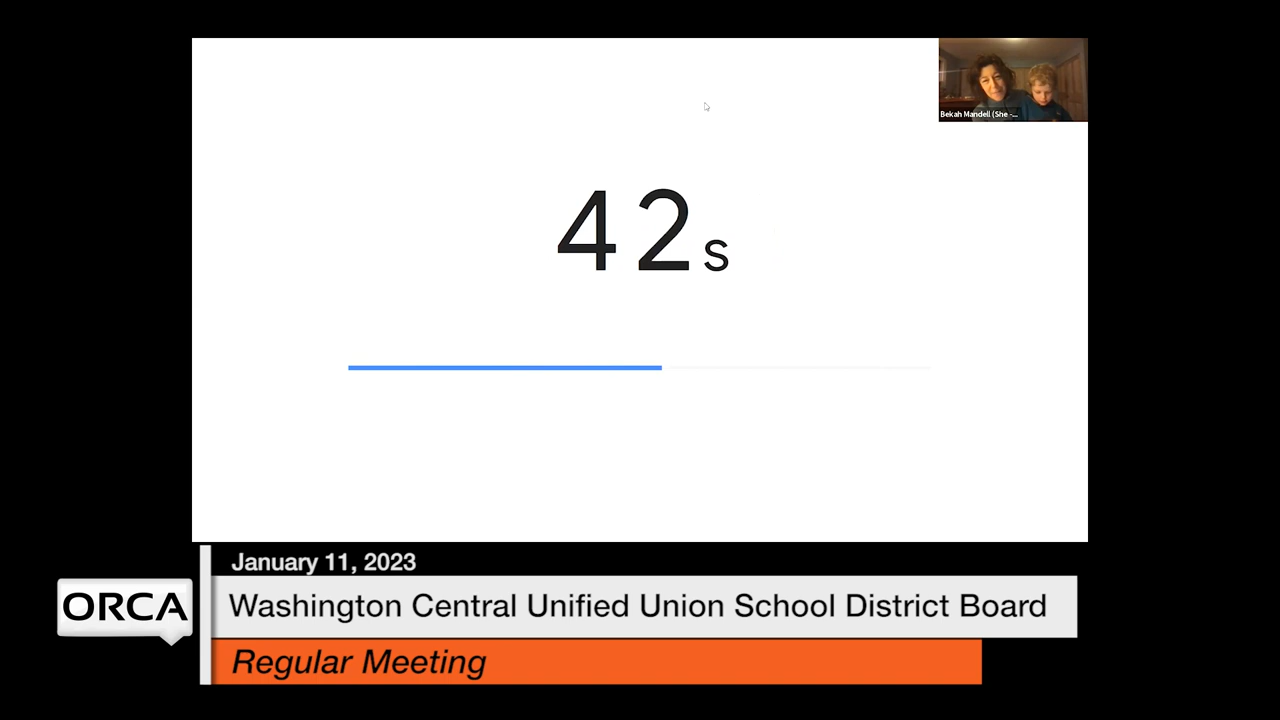 Bekah Mandell (She -...
42s
January 11, 2023
ORCA
Washington Central Unified Union School District Board
Regular Meeting